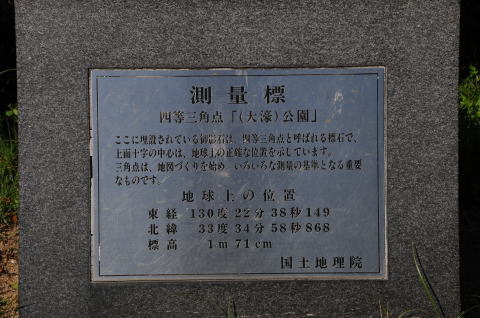 測量標
四等三角点「(大濠)公園」
ここに埋設されている御影石は、四等三角点と呼ばれる標石で、
上面十字の中心は、地球上の正確な位置を示しています。
三角点は、地図づくりを始め、いろいろな測量の基準となる重要
なものです。
地球上の位置
東経 130度 22分 38秒149
北緯 33度 34分 58秒868
標高 1m 71cm
国土地理院